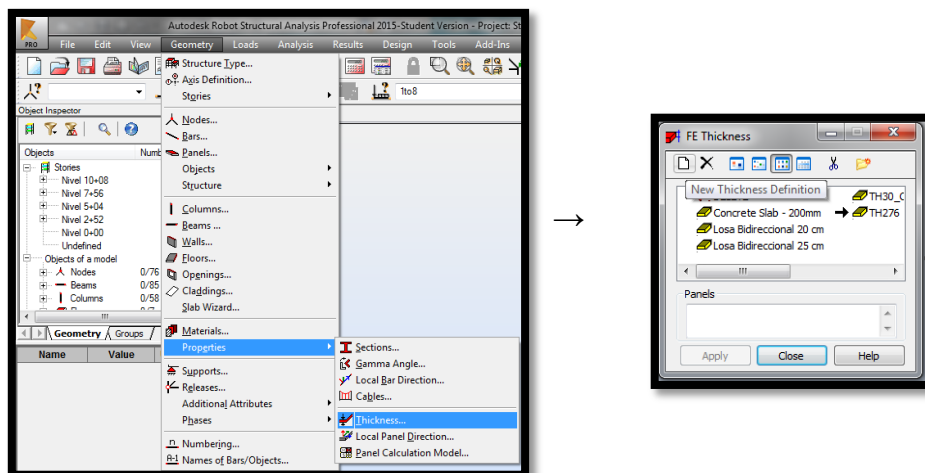 Autodesk Robot Structural Analysis Professional 2015-Student Version - Project: St
PRO File Edit View Geometry Loads Analysis Results Design Tools Add-Ins
Structure Type...
Axis Definition...
Stories
1to8
Object Inspector
Objects Numb
Stories
Nivel 10+08
Nivel 7+56
Nivel 5+04
Nivel 2+52
Nivel 0+00
Undefined
Objects of a model
Nodes 0/76
Beams 0/85
Columns 0/58
Geometry Groups
Name Value
Nodes...
Bars...
Panels...
Objects
Structure
Columns...
Beams ...
Walls...
Floors...
Openings...
Claddings...
Slab Wizard...
Materials...
Properties
Supports...
Releases...
Additional Attributes
Phases
Numbering...
Names of Bars/Objects...
Sections...
Gamma Angle...
Local Bar Direction...
Cables...
Thickness...
Local Panel Direction...
Panel Calculation Model...
→
FE Thickness
New Thickness Definition
TH30_C
Concrete Slab - 200mm TH276
Losa Bidireccional 20 cm
Losa Bidireccional 25 cm
Panels
Apply Close Help